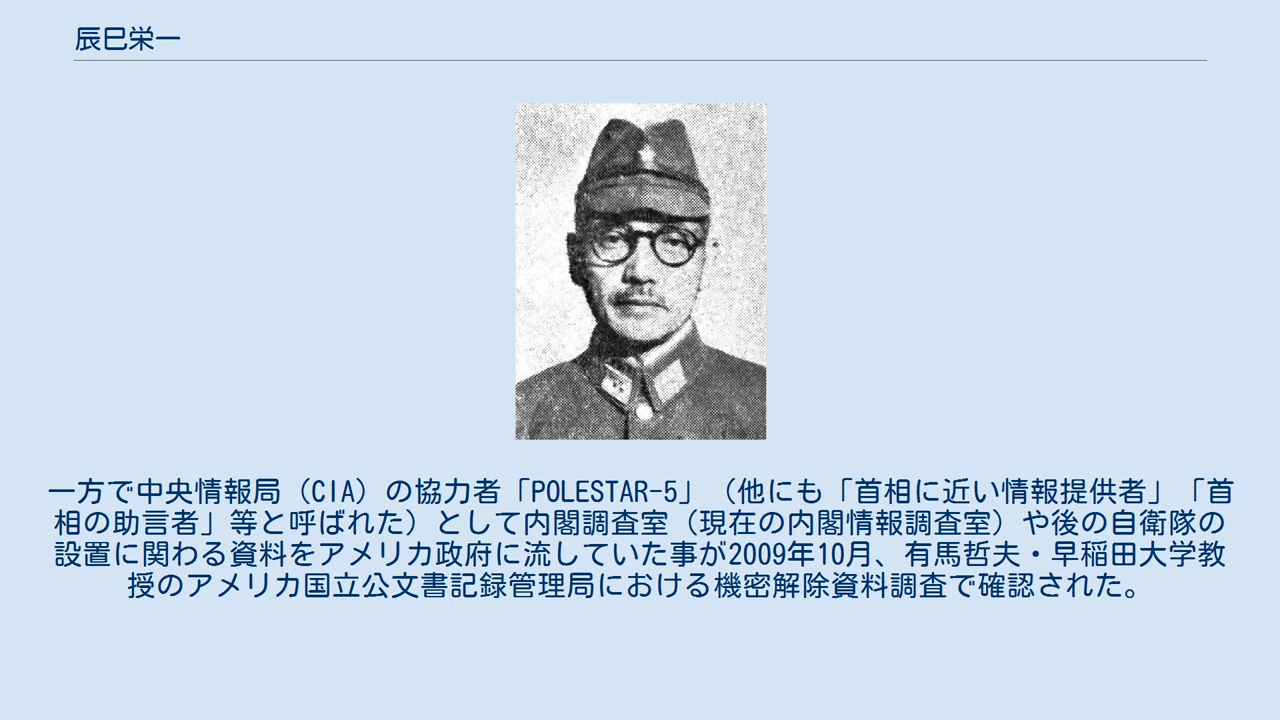 辰巳栄一
一方で中央情報局（CIA）の協力者「POLESTAR-5」（他にも「首相に近い情報提供者」「首
相の助言者」等と呼ばれた）として内閣調査室（現在の内閣情報調査室）や後の自衛隊の
設置に関わる資料をアメリカ政府に流していた事が2009年10月、有馬哲夫・早稲田大学教
授のアメリカ国立公文書記録管理局における機密解除資料調査で確認された。